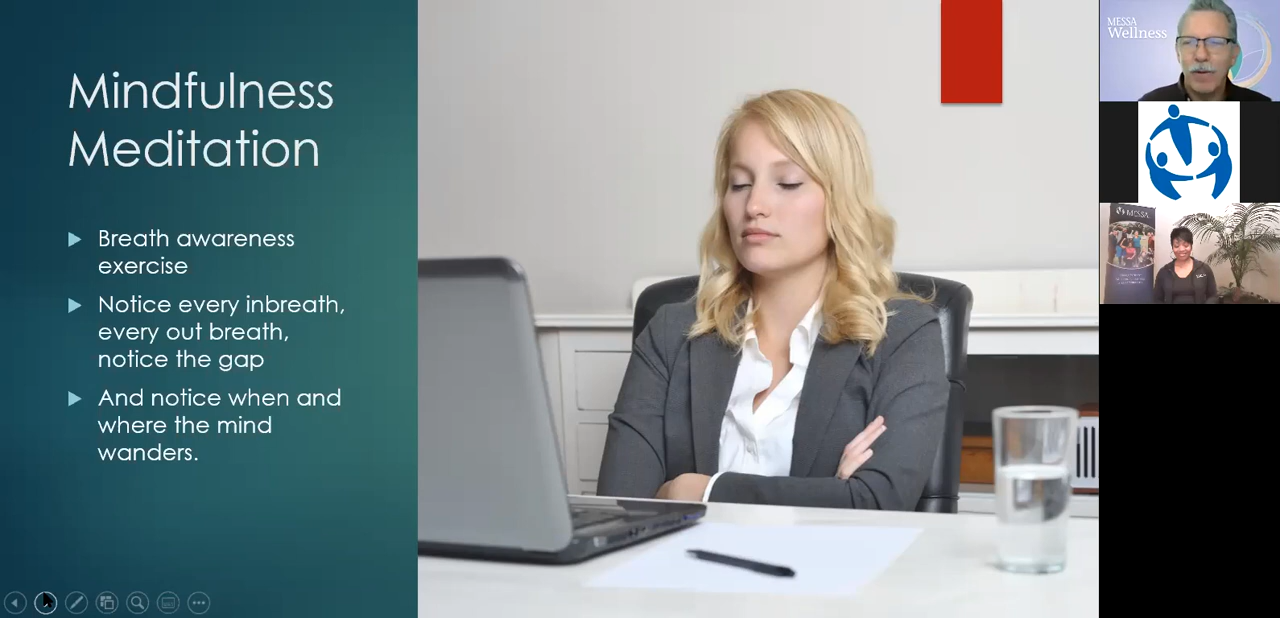 Mindfulness
Meditation
Breath awareness
exercise
Notice every inbreath,
every out breath,
notice the gap
And notice when and
where the mind
wanders.
MESSA
Wellness
MESSA